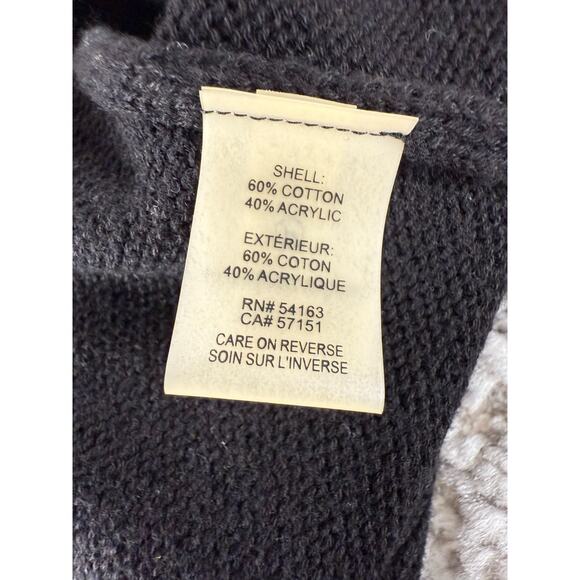 SHELL:
60% COTTON
40% ACRYLIC
EXTÉRIEUR:
60% COTON
40% ACRYLIQUE
RN# 54163
CA# 57151
CARE ON REVERSE
SOIN SUR L'INVERSE